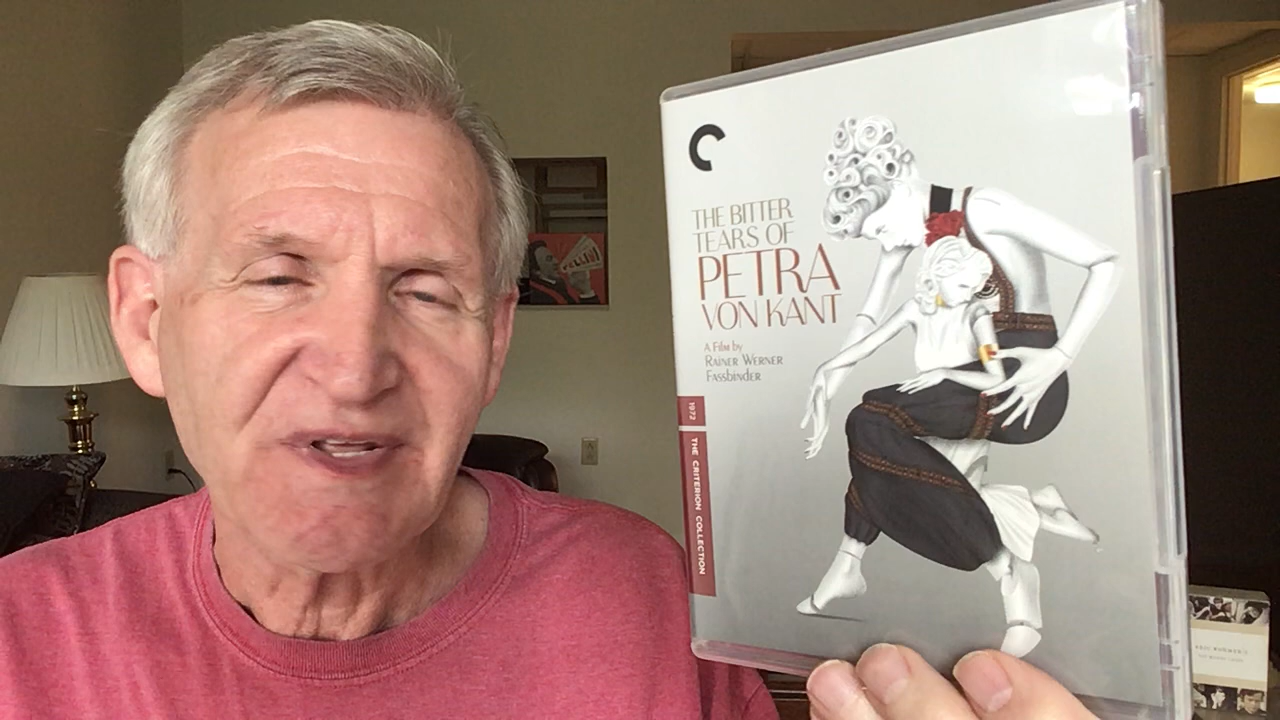 THE BITTER
TEARS OF
PETRA
VON KANT
A Film by
RAINER WERNER
FASSbiNDER
1972
THE CRITERION COLLECTION